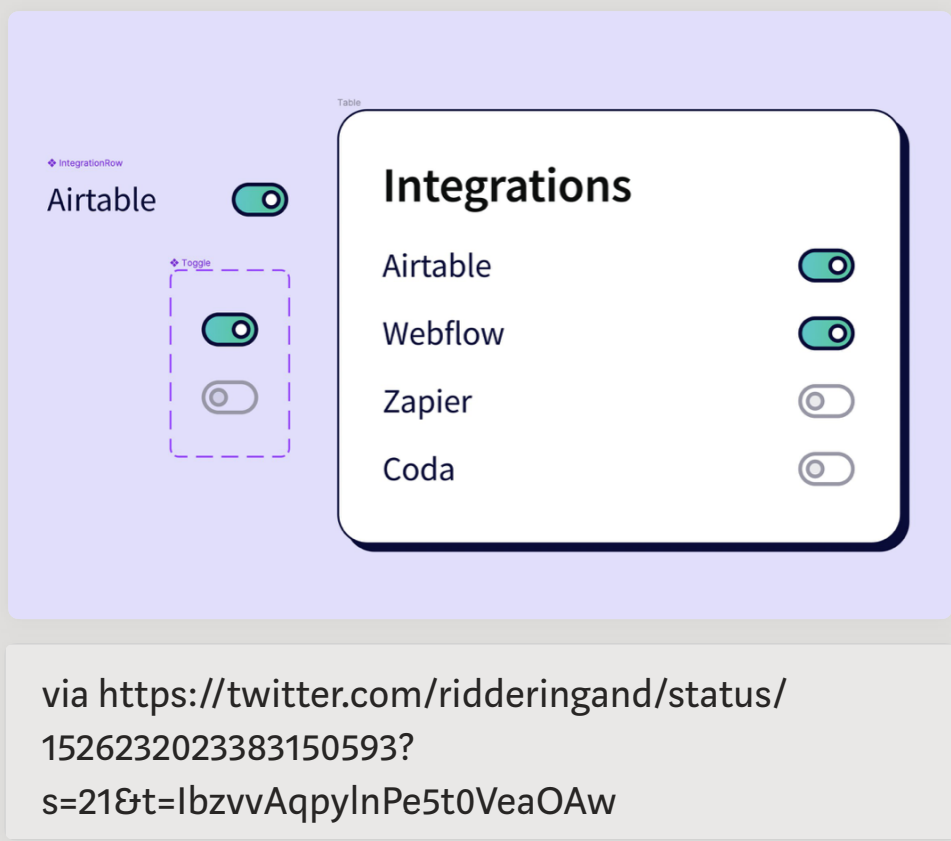 Table
IntegrationRow
Airtable
Toggle
Integrations
Airtable
Webflow
Zapier
Coda
via https://twitter.com/ridderingand/status/
1526232023383150593?
s=21&t=IbzvvAqpylnPe5t0VeaOAw